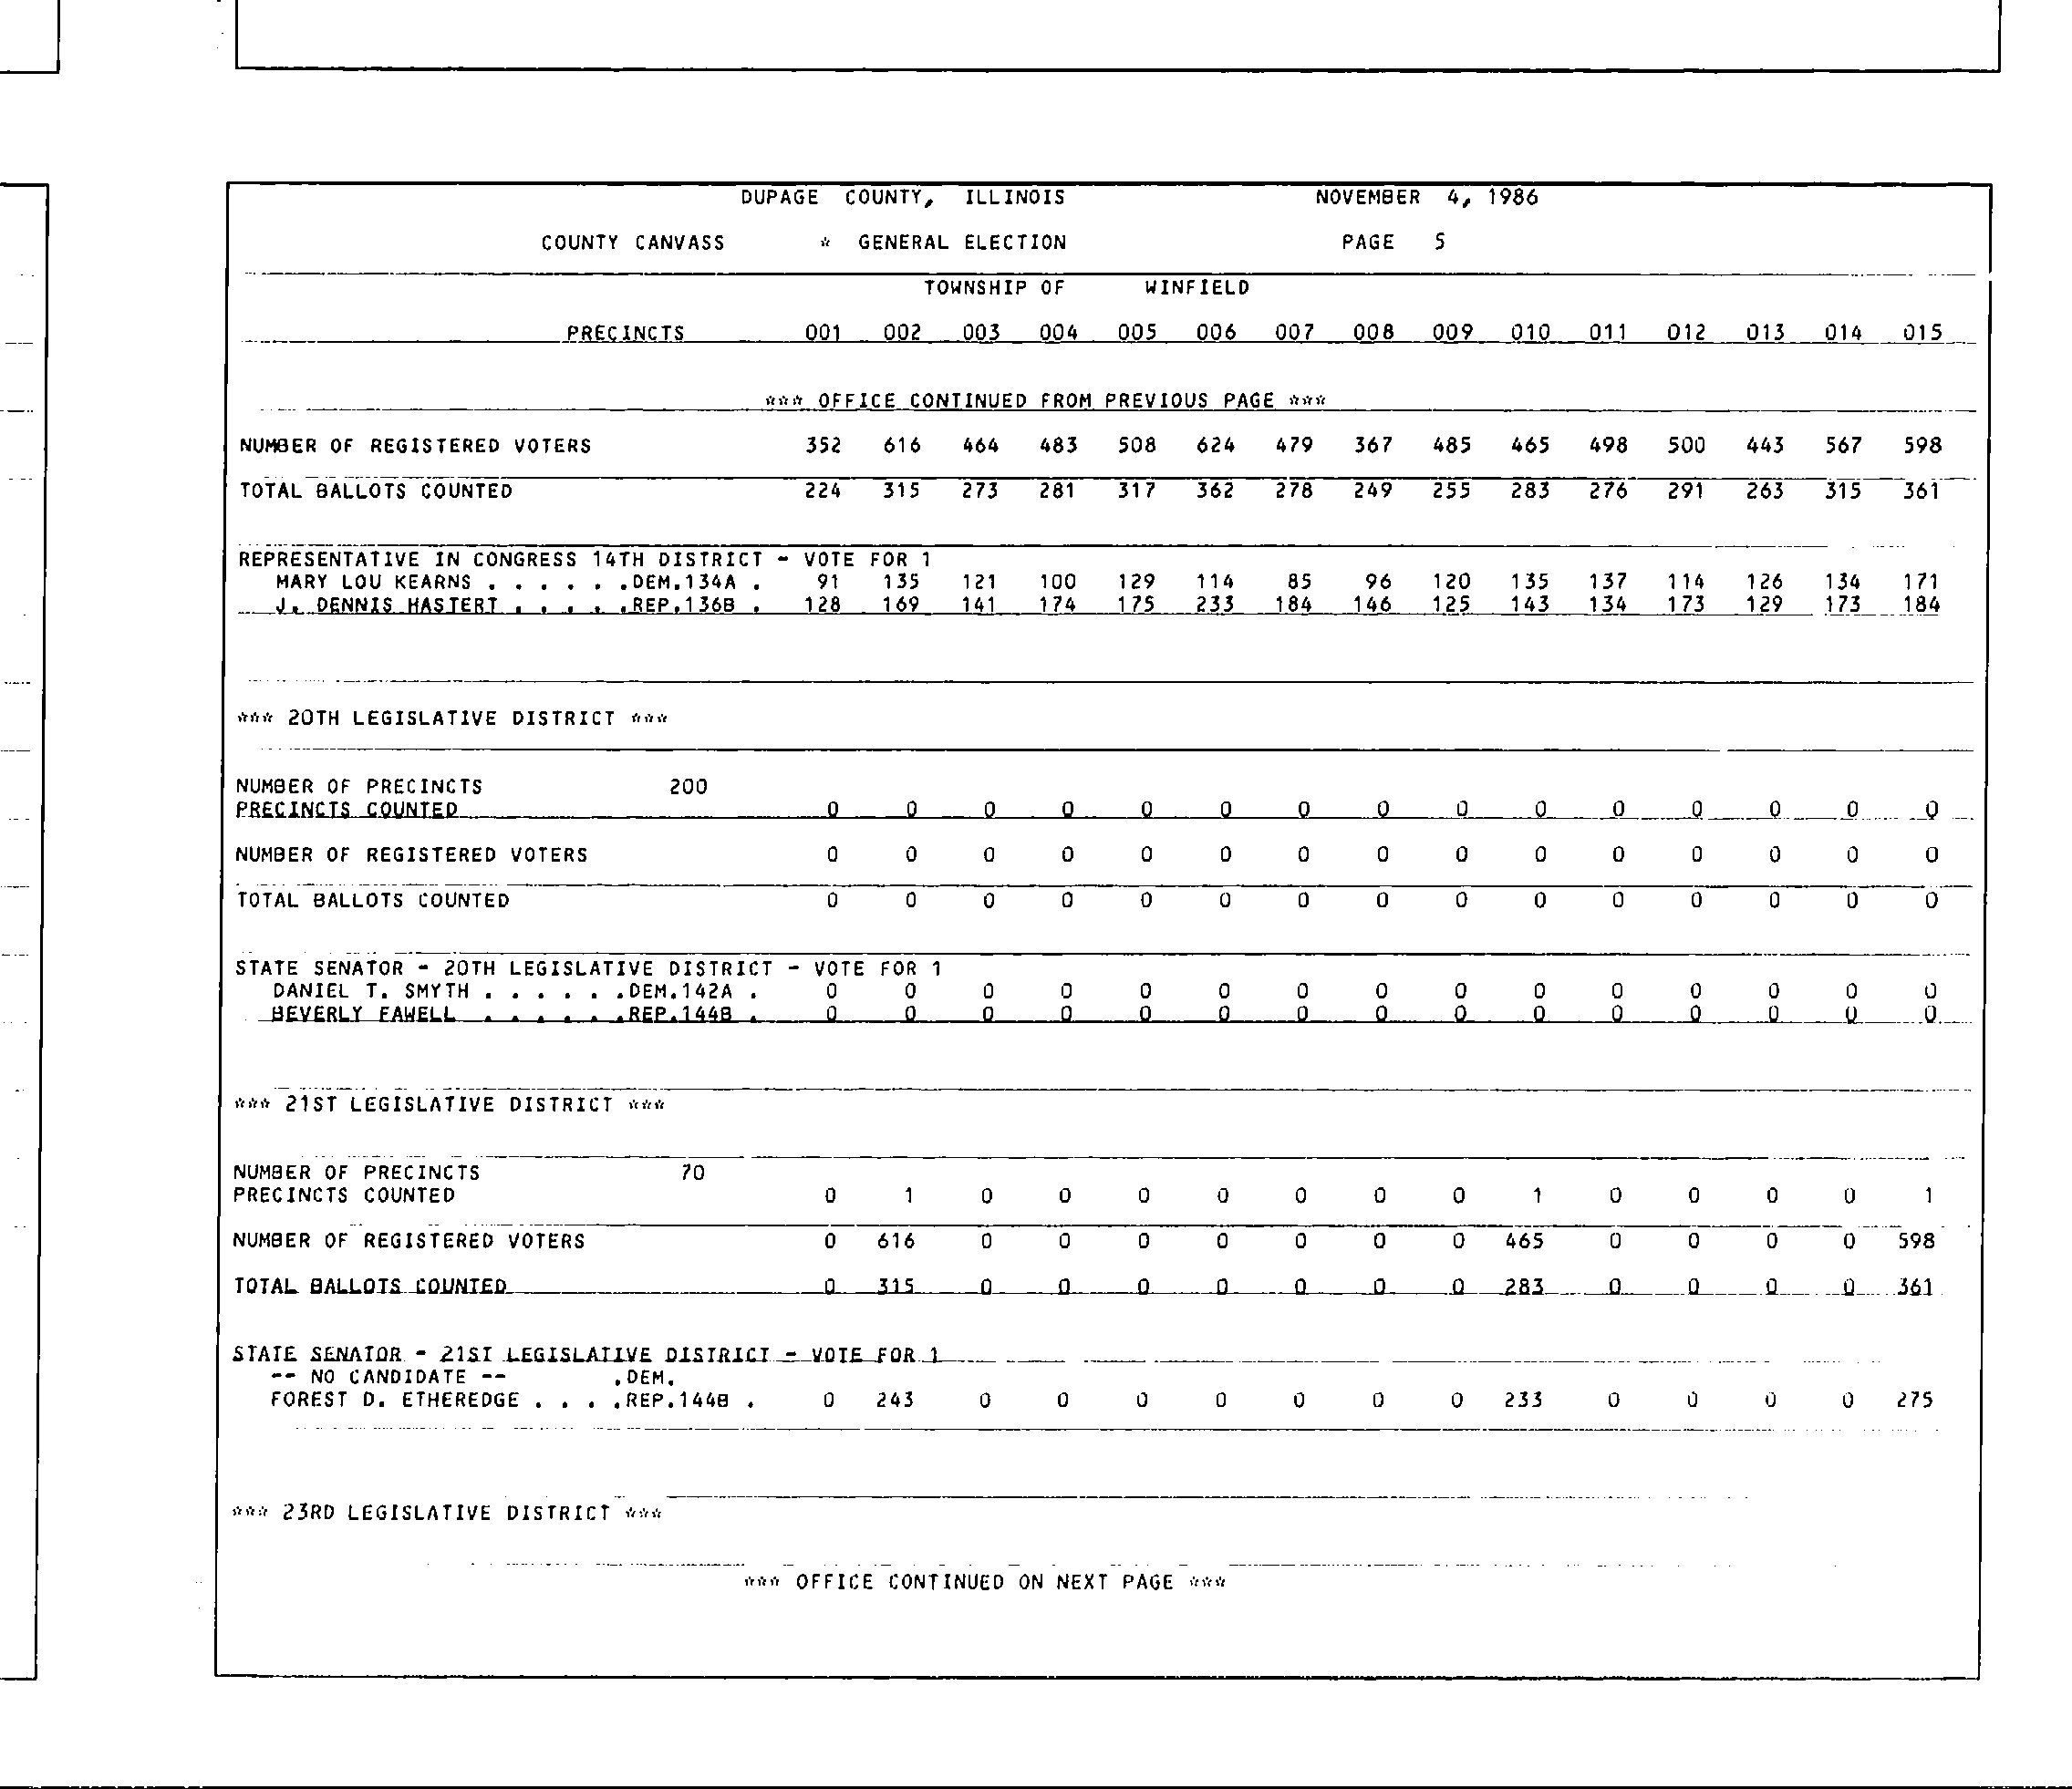 DUPAGE COUNTY, ILLINOIS NOVEMBER 4, 1986
COUNTY CANVASS * GENERAL ELECTION PAGE 5
TOWNSHIP OF WINFIELD
PRECINCTS 001 002 003 004 005 006 007 008 009 010 011 012 013 014 015
*** OFFICE CONTINUED FROM PREVIOUS PAGE ***
NUMBER OF REGISTERED VOTERS 352 616 464 483 508 624 479 367 485 465 498 500 443 567 598
TOTAL BALLOTS COUNTED 224 315 273 281 317 362 278 249 255 283 276 291 263 315 361
REPRESENTATIVE IN CONGRESS 14TH DISTRICT - VOTE FOR 1
MARY LOU KEARNS . . . . . .DEM.134A . 91 135 121 100 129 114 85 96 120 135 137 114 126 134 171
J. DENNIS HASTERT . . . . .REP.136B . 128 169 141 174 175 233 184 146 125 143 134 173 129 173 184
*** 20TH LEGISLATIVE DISTRICT ***
NUMBER OF PRECINCTS 200
PRECINCTS COUNTED 0 0 0 0 0 0 0 0 0 0 0 0 0 0 0
NUMBER OF REGISTERED VOTERS 0 0 0 0 0 0 0 0 0 0 0 0 0 0 0
TOTAL BALLOTS COUNTED 0 0 0 0 0 0 0 0 0 0 0 0 0 0 0
STATE SENATOR - 20TH LEGISLATIVE DISTRICT - VOTE FOR 1
DANIEL T. SMYTH . . . . . .DEM.142A . 0 0 0 0 0 0 0 0 0 0 0 0 0 0 0
BEVERLY FAWELL . . . . . .REP.144B . 0 0 0 0 0 0 0 0 0 0 0 0 0 0 0
*** 21ST LEGISLATIVE DISTRICT ***
NUMBER OF PRECINCTS 70
PRECINCTS COUNTED 0 1 0 0 0 0 0 0 0 1 0 0 0 0 1
NUMBER OF REGISTERED VOTERS 0 616 0 0 0 0 0 0 0 465 0 0 0 0 598
TOTAL BALLOTS COUNTED 0 315 0 0 0 0 0 0 0 283 0 0 0 0 361
STATE SENATOR - 21ST LEGISLATIVE DISTRICT - VOTE FOR 1
-- NO CANDIDATE -- .DEM.
FOREST D. ETHEREDGE . . . .REP.144B . 0 243 0 0 0 0 0 0 0 233 0 0 0 0 275
*** 23RD LEGISLATIVE DISTRICT ***
*** OFFICE CONTINUED ON NEXT PAGE ***